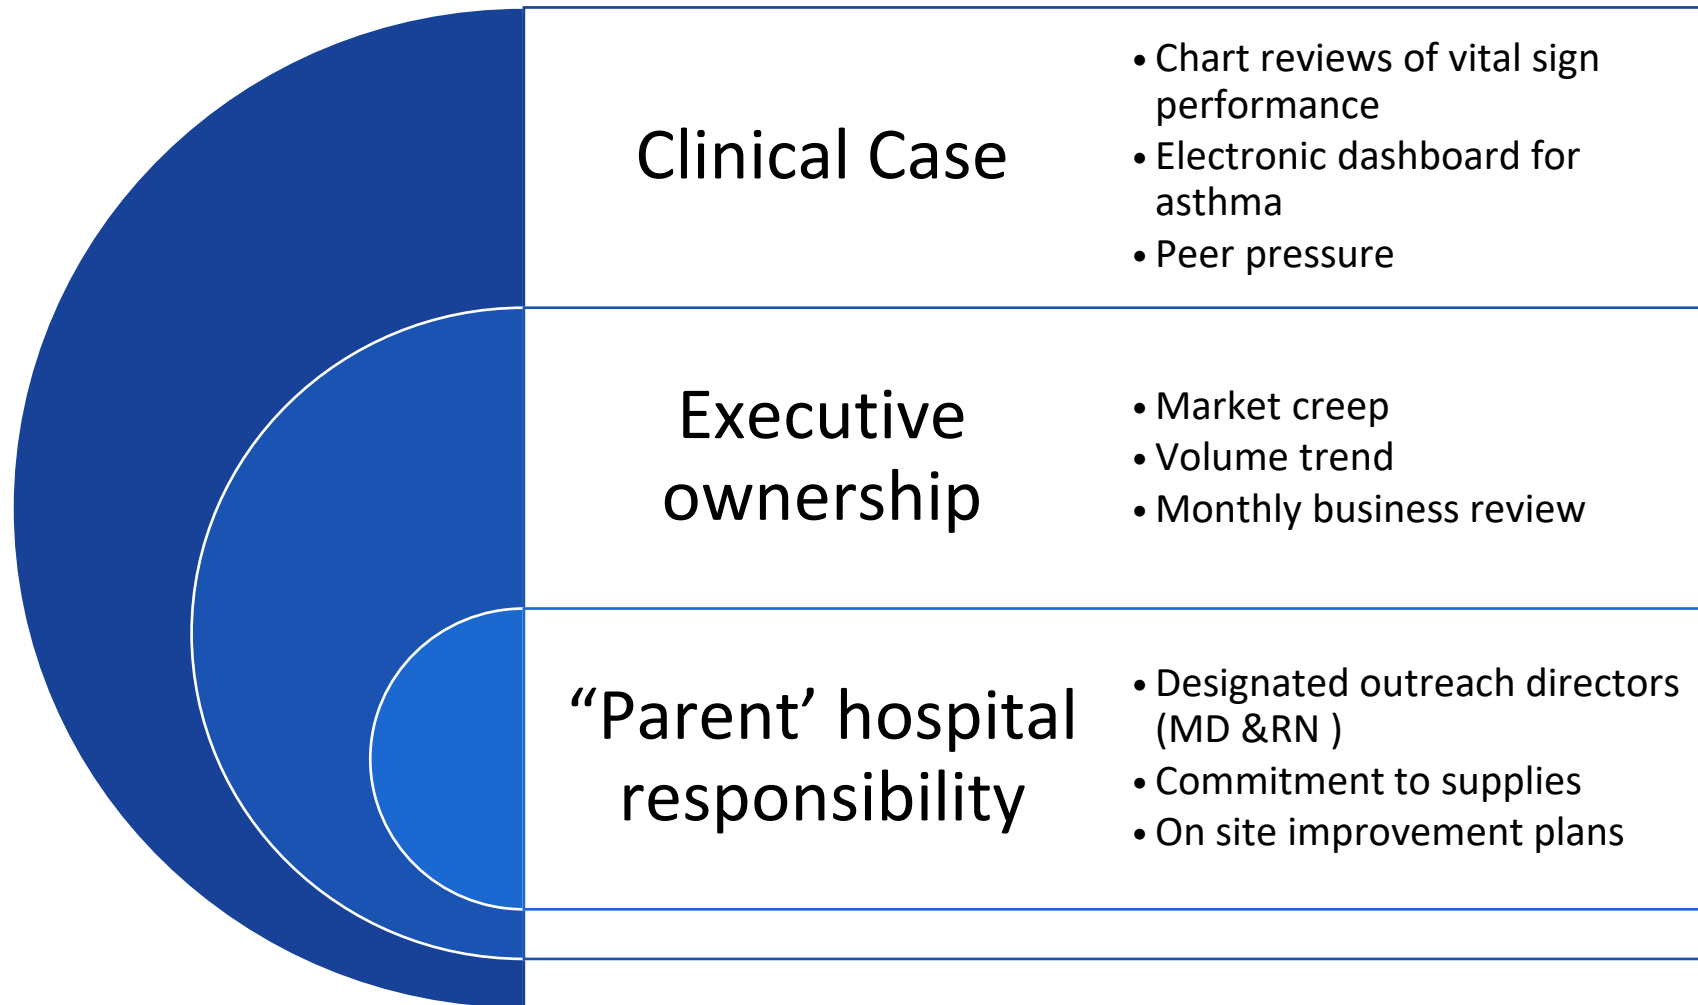 Clinical Case
• Chart reviews of vital sign
performance
• Electronic dashboard for
asthma
• Peer pressure
Executive
ownership
• Market creep
• Volume trend
• Monthly business review
“Parent’ hospital
responsibility
• Designated outreach directors
(MD &RN )
• Commitment to supplies
• On site improvement plans